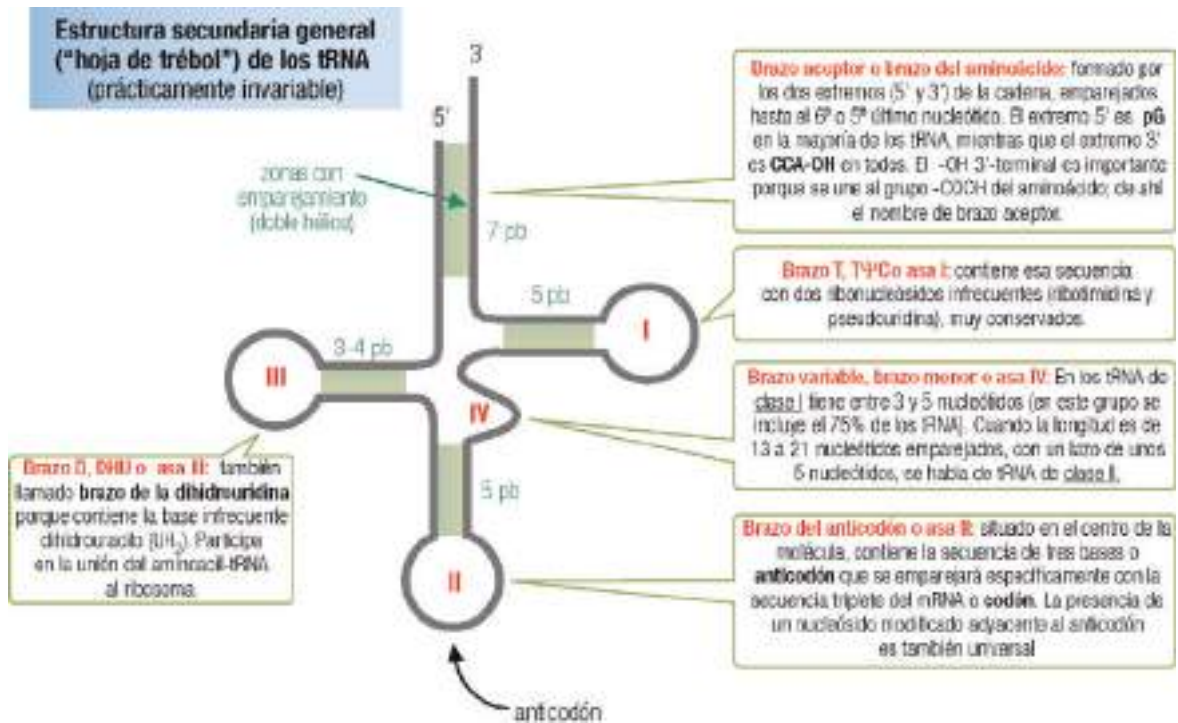 Estructura secundaria general
("hoja de trébol") de los tRNA
(prácticamente invariable)
3
5'
zonas con
emparejamiento
(doble hélice)
7 pb
Brazo aceptor o brazo del aminoácido: formado por
los dos extremos (5' y 3') de la cadena, emparejados
hasta el 6º o 5º último nucleótido. El extremo 5' es pG
en la mayoría de los tRNA, mientras que el extremo 3'
es CCA-OH en todos. El -OH 3'-terminal es importante
porque se une al grupo -COOH del aminoácido; de ahí
el nombre de brazo aceptor.
5 pb
I
Brazo T, TΨC o asa I: contiene esa secuencia
con dos ribonucleósidos infrecuentes (ribotimidina y
pseudouridina), muy conservados.
3-4 pb
III
IV
Brazo variable, brazo menor o asa IV: En los tRNA de
clase I tiene entre 3 y 5 nucleótidos (en este grupo se
incluye el 75% de los tRNA). Cuando la longitud es de
13 a 21 nucleótidos emparejados, con un lazo de unos
5 nucleótidos, se habla de tRNA de clase II.
Brazo D, DHU o asa III: también
llamado brazo de la dihidrouridina
porque contiene la base infrecuente
dihidrouracilo (UH₂). Participa
en la unión del aminoacil-tRNA
al ribosoma.
5 pb
II
Brazo del anticodón o asa II: situado en el centro de la
molécula, contiene la secuencia de tres bases o
anticodón que se emparejará específicamente con la
secuencia triplete del mRNA o codón. La presencia de
un nucleósido modificado adyacente al anticodón
es también universal
anticodón